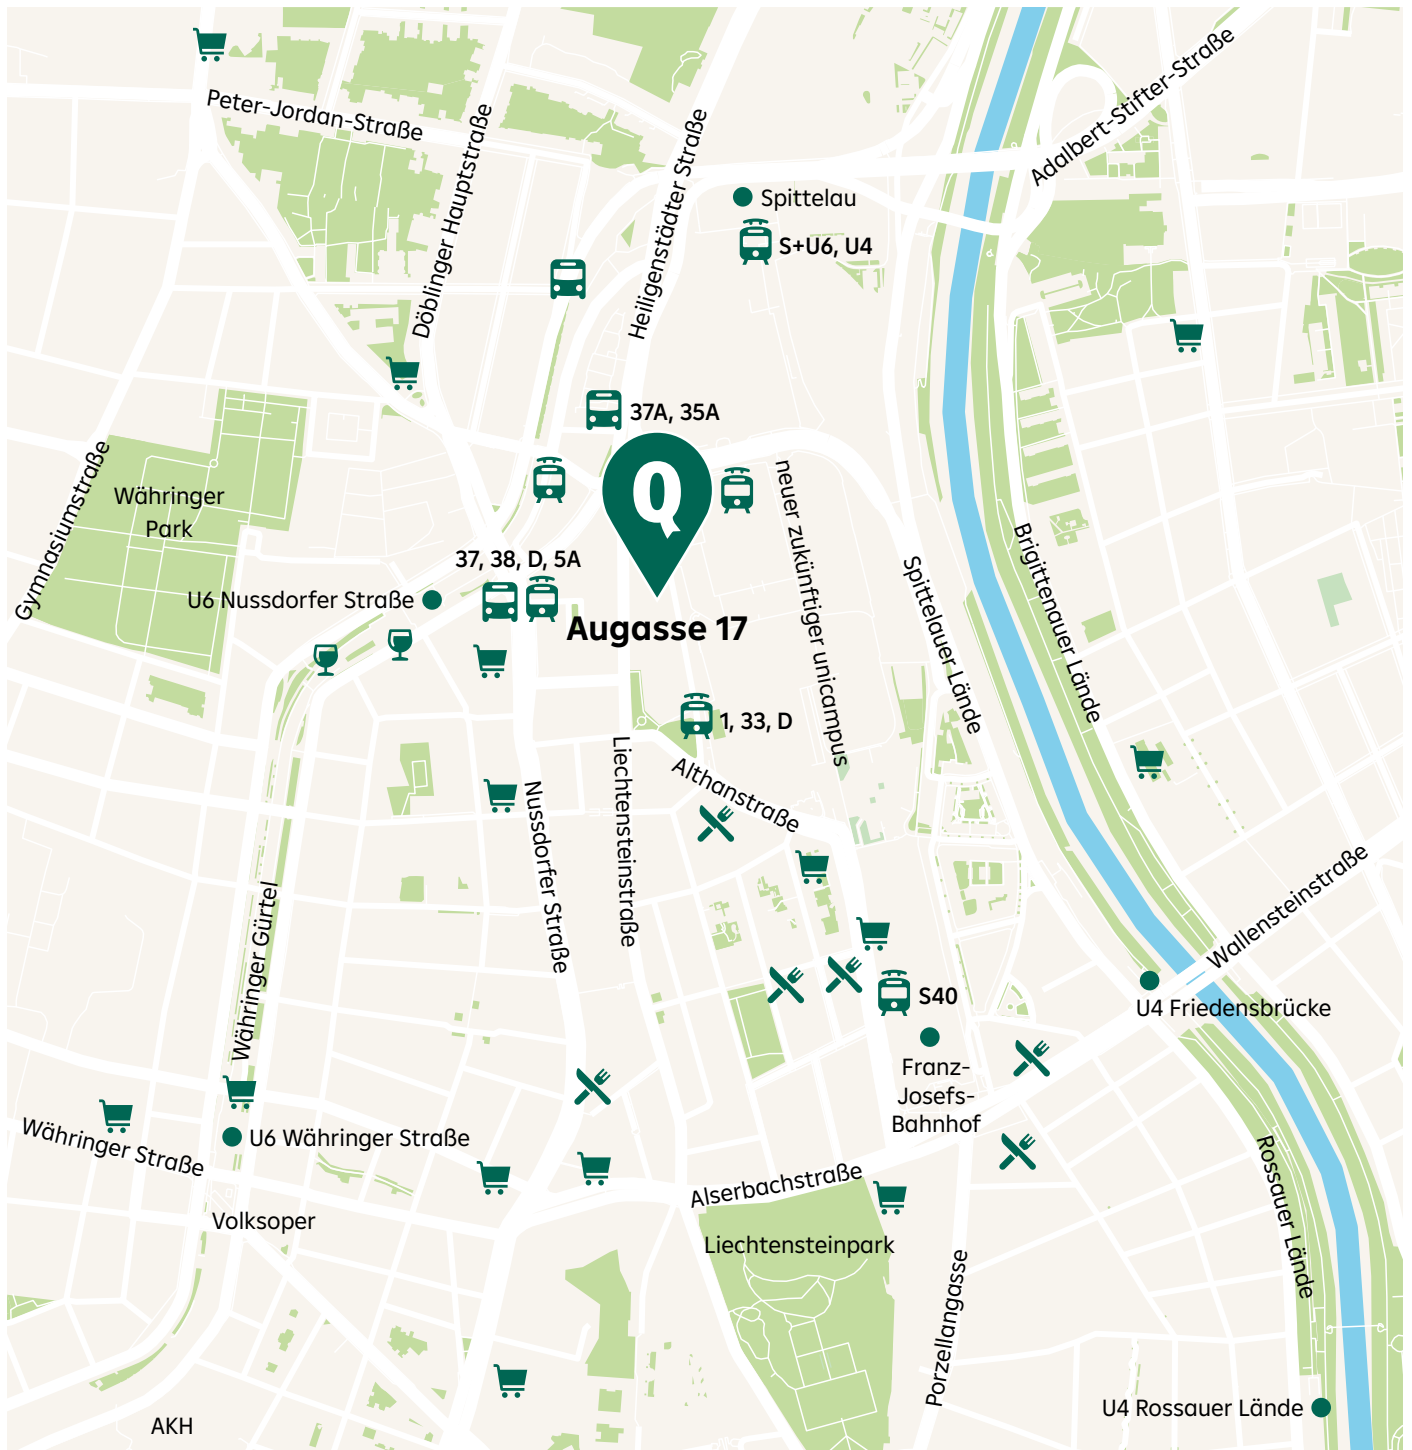 Peter-Jordan-Straße
Döblinger Hauptstraße
Heiligenstädter Straße
Adalbert-Stifter-Straße
Spittelau
S+U6, U4
37A, 35A
Q
Gymnasiumstraße
Währinger
Park
neuer zukünftiger unicampus
37, 38, D, 5A
U6 Nussdorfer Straße
Augasse 17
Spittelauer Lände
Brigittenauer Lände
1, 33, D
Althanstraße
Liechtensteinstraße
Nussdorfer Straße
Währinger Gürtel
Wallensteinstraße
S40
U4 Friedensbrücke
Franz-
Josefs-
Bahnhof
Währinger Straße
U6 Währinger Straße
Alserbachstraße
Volksoper
Liechtensteinpark
Rossauer Lände
Porzellangasse
U4 Rossauer Lände
AKH